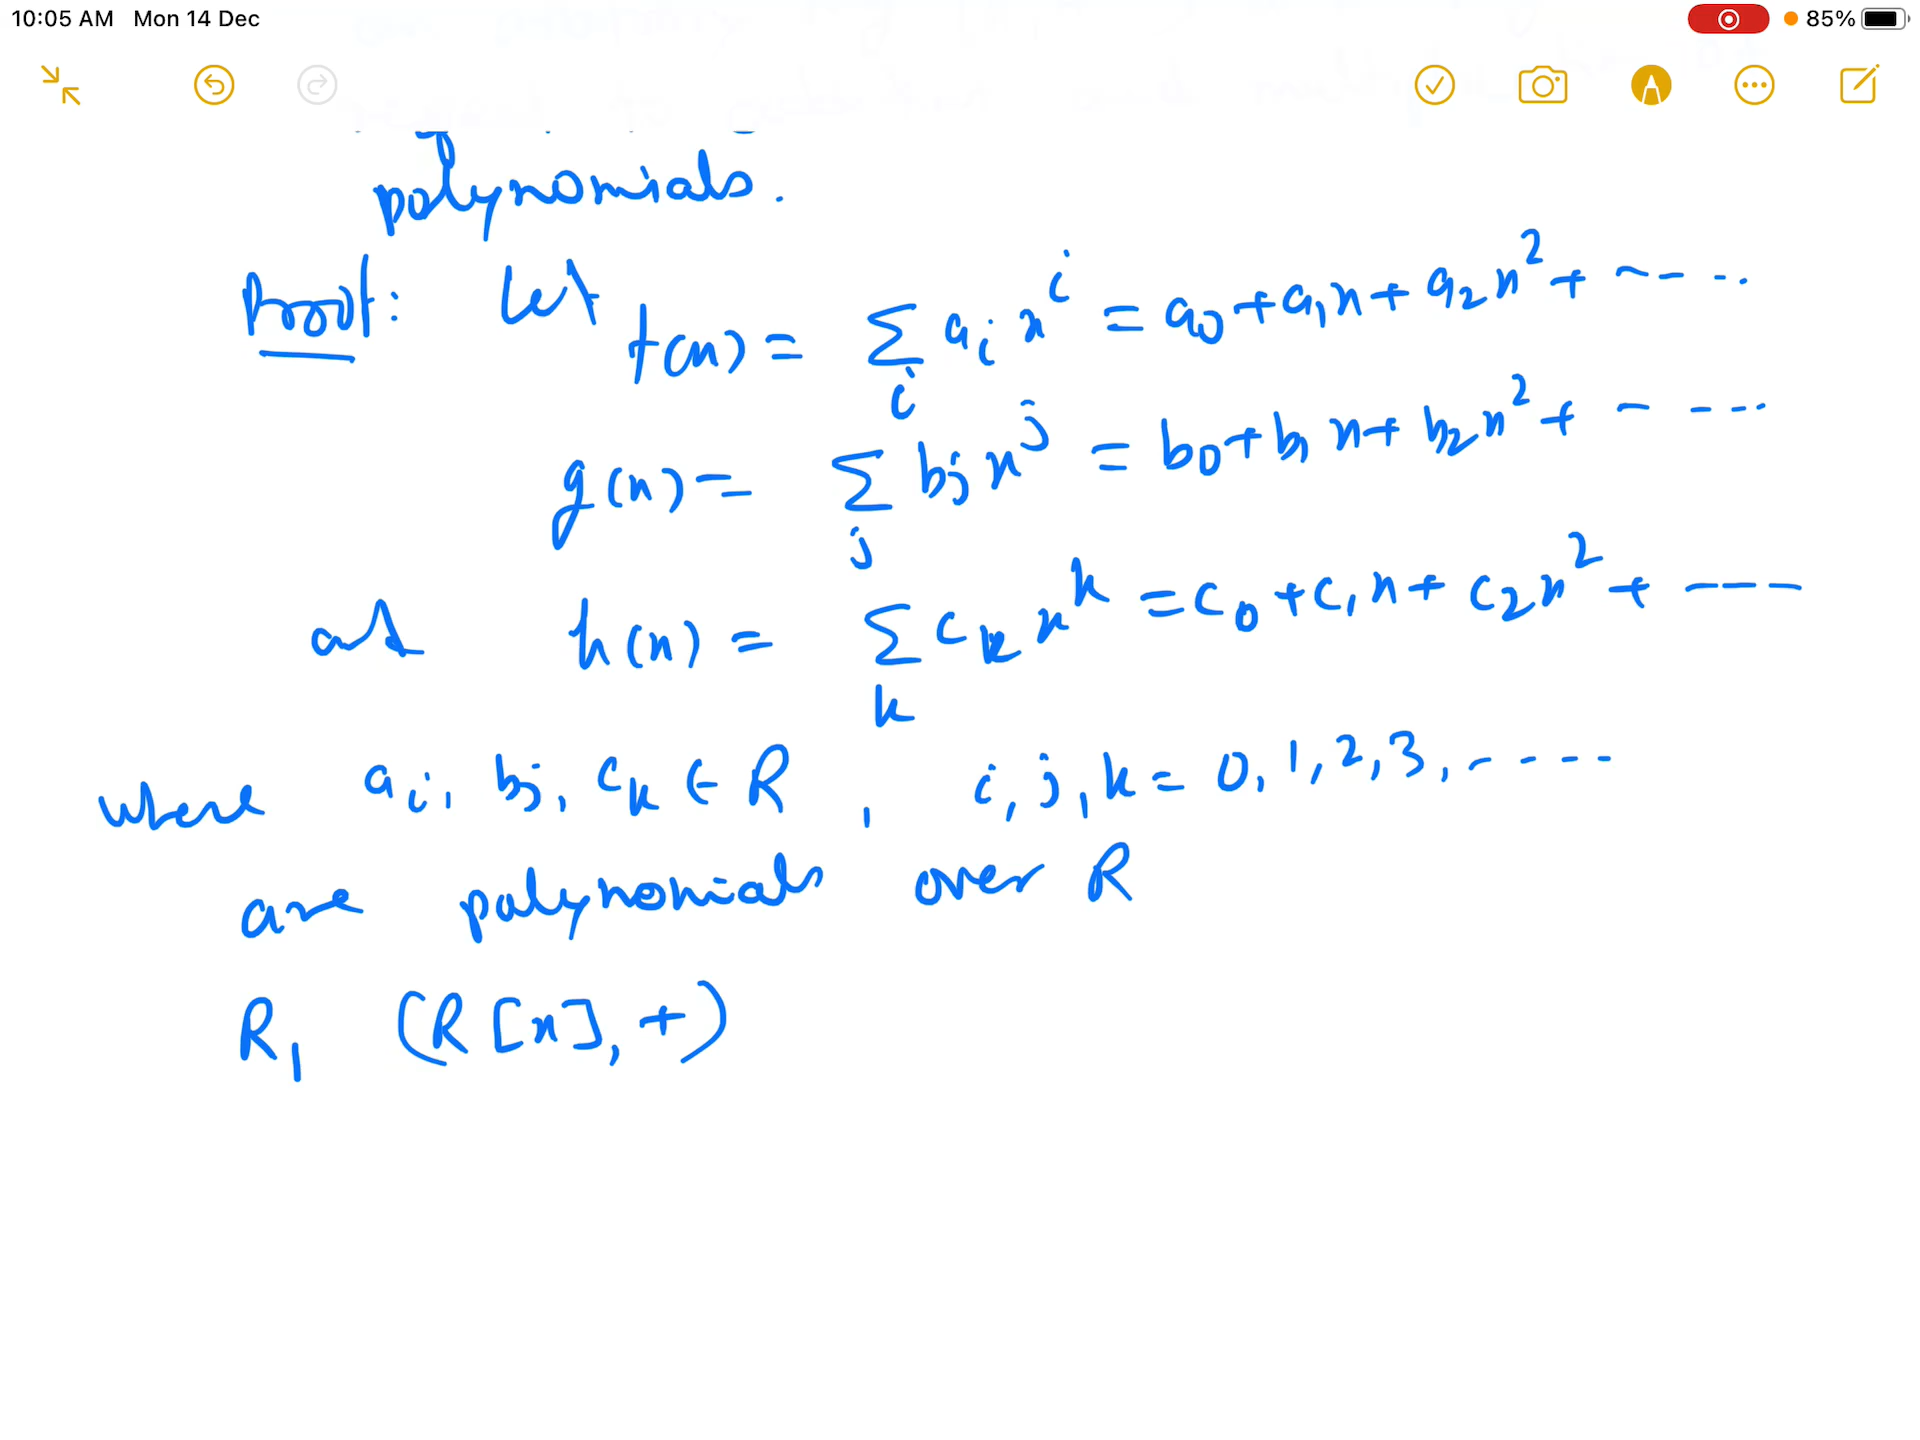 10:05 AM Mon 14 Dec 85%
polynomials.
Proof: Let f(x) = Σ_i a_i x^i = a_0 + a_1 x + a_2 x^2 + ----
g(x) = Σ_j b_j x^j = b_0 + b_1 x + b_2 x^2 + ----
and h(x) = Σ_k c_k x^k = c_0 + c_1 x + c_2 x^2 + ----
where a_i, b_j, c_k ∈ R, i, j, k = 0, 1, 2, 3, ----
are polynomials over R
R_1 (R[x], +)